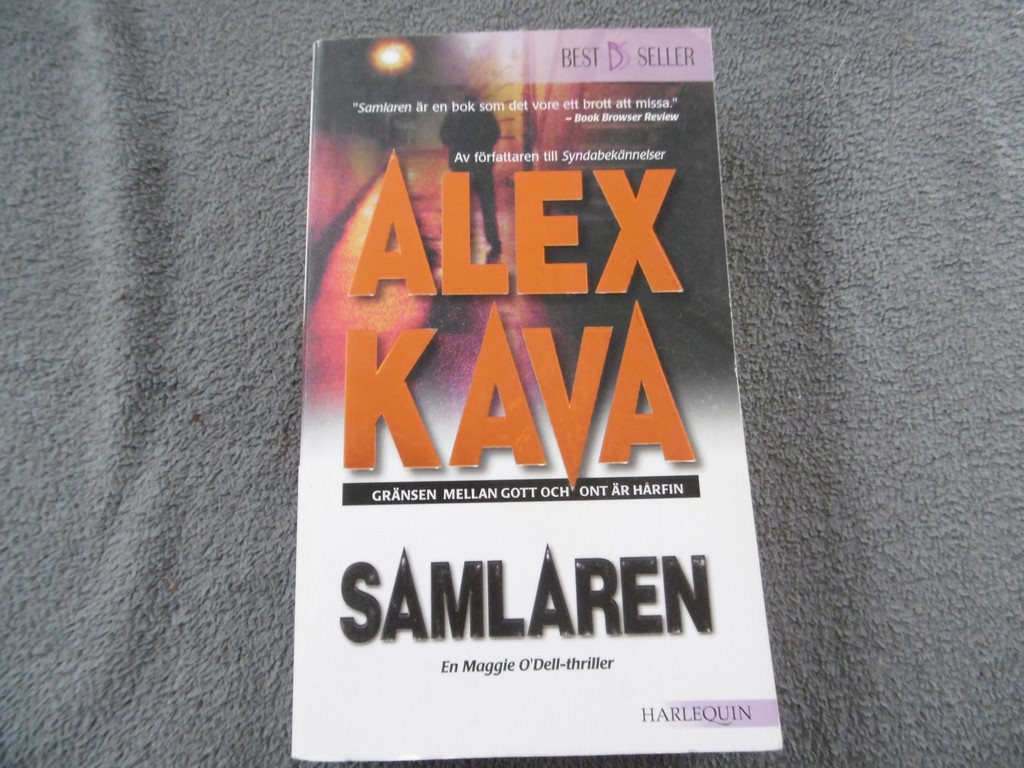 BEST BS SELLER
"Samlaren är en bok som det vore ett brott att missa."
– Book Browser Review
Av författaren till Syndabekännelser
ALEX
KAVA
GRÄNSEN MELLAN GOTT OCH ONT ÄR HÅRFIN
SAMLAREN
En Maggie O'Dell-thriller
HARLEQUIN